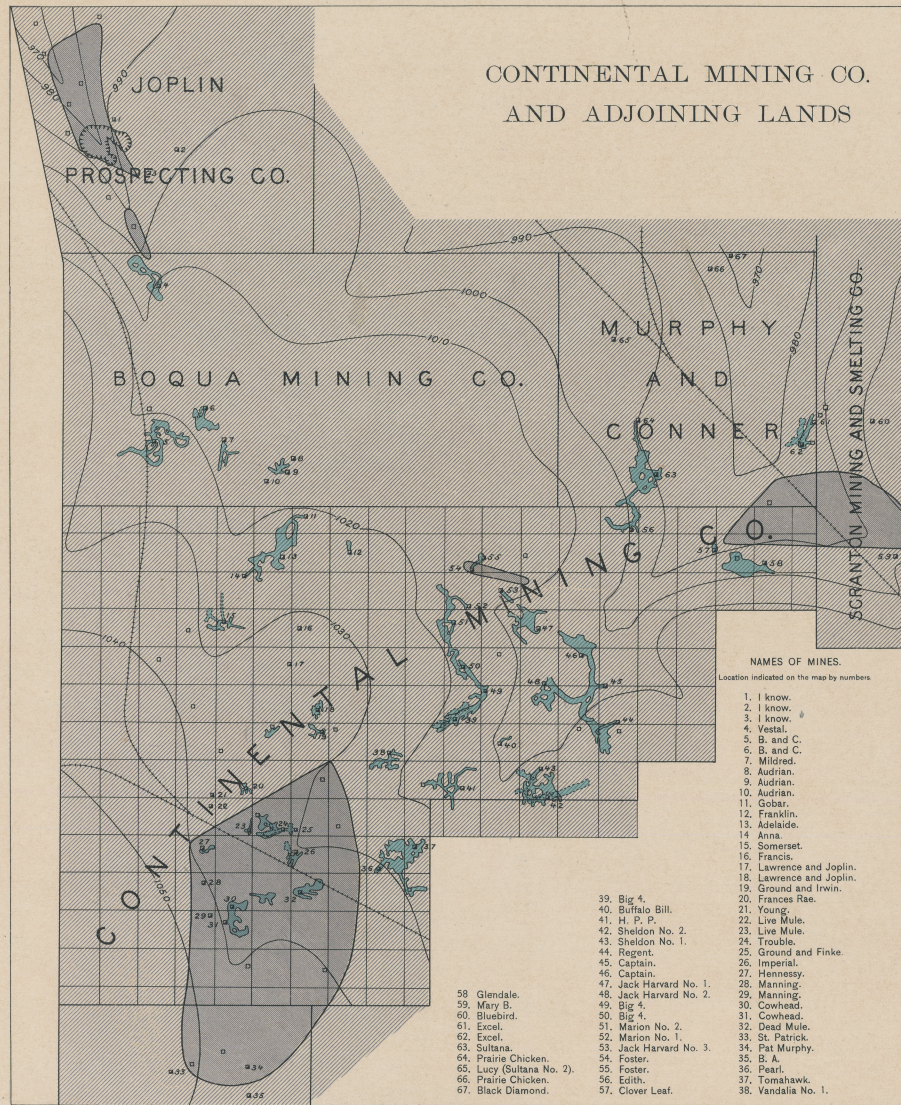 CONTINENTAL MINING CO.
AND ADJOINING LANDS
JOPLIN
PROSPECTING CO.
BOQUA MINING CO.
MURPHY
AND
CONNER
SCRANTON MINING AND SMELTING CO.
CONTINENTAL MINING CO.
970
980
990
990
1000
1010
970
980
1020
1030
1040
1050
NAMES OF MINES.
Location indicated on the map by numbers
1. I know.
2. I know.
3. I know.
4. Vestal.
5. B. and C.
6. B. and C.
7. Mildred.
8. Audrian.
9. Audrian.
10. Audrian.
11. Gobar.
12. Franklin.
13. Adelaide.
14 Anna.
15. Somerset.
16. Francis.
17. Lawrence and Joplin.
18. Lawrence and Joplin.
19. Ground and Irwin.
20. Frances Rae.
21. Young.
22. Live Mule.
23. Live Mule.
24. Trouble.
25. Ground and Finke.
26. Imperial.
27. Hennessy.
28. Manning.
29. Manning.
30. Cowhead.
31. Cowhead.
32. Dead Mule.
33. St. Patrick.
34. Pat Murphy.
35. B. A.
36. Pearl.
37. Tomahawk.
38. Vandalia No. 1.
39. Big 4.
40. Buffalo Bill.
41. H. P. P.
42. Sheldon No. 2.
43. Sheldon No. 1.
44. Regent.
45. Captain.
46. Captain.
47. Jack Harvard No. 1.
48. Jack Harvard No. 2.
49. Big 4.
50. Big 4.
51. Marion No. 2.
52. Marion No. 1.
53. Jack Harvard No. 3.
54. Foster.
55. Foster.
56. Edith.
57. Clover Leaf.
58 Glendale.
59. Mary B.
60. Bluebird.
61. Excel.
62. Excel.
63. Sultana.
64. Prairie Chicken.
65. Lucy (Sultana No. 2).
66. Prairie Chicken.
67. Black Diamond.